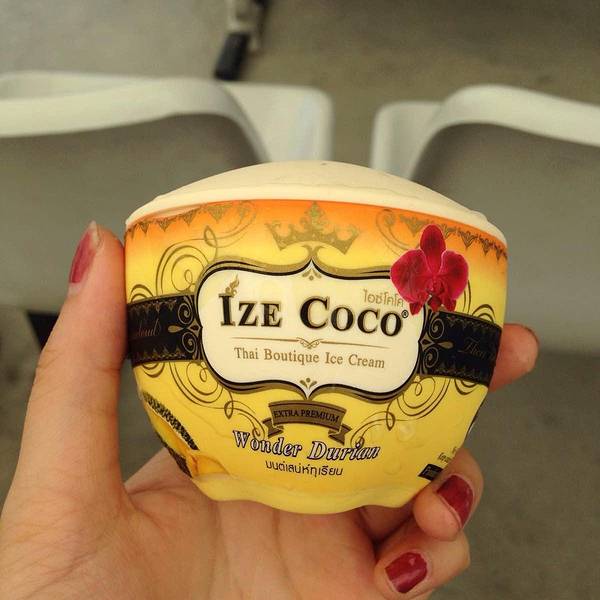 ไอซ์โคโค่
IZE COCO®
Thai Boutique Ice Cream
EXTRA PREMIUM
Wonder Durian
มนต์เสน่ห์ทุเรียน